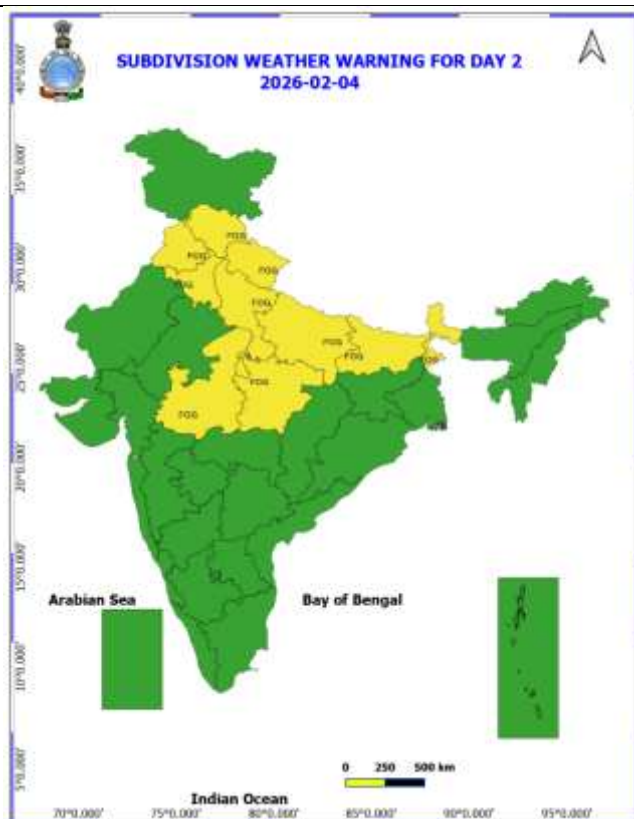 SUBDIVISION WEATHER WARNING FOR DAY 2
2026-02-04
40°0.000'
35°0.000'
30°0.000'
25°0.000'
20°0.000'
15°0.000'
10°0.000'
5°0.000'
FOG
FOG
FOG
FOG
FOG
FOG
FOG
FOG
FOG
Arabian Sea
Bay of Bengal
0 250 500 km
Indian Ocean
70°0.000' 75°0.000' 80°0.000' 85°0.000' 90°0.000' 95°0.000'